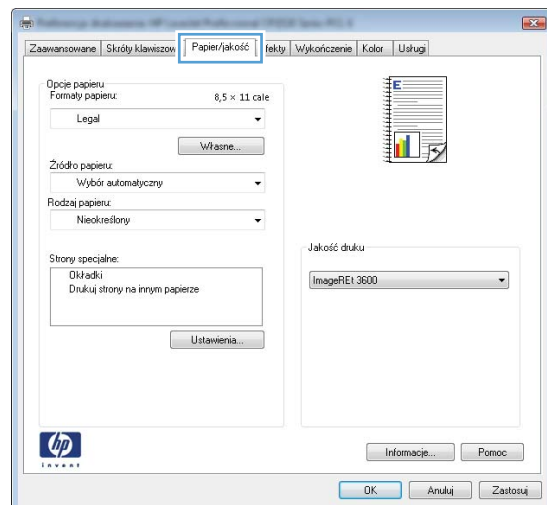 Zaawansowane Skróty klawiszow Papier/jakość fekty Wykończenie Kolor Usługi
Opcje papieru
Formaty papieru: 8,5 × 11 cale
Legal
Własne...
Źródło papieru:
Wybór automatyczny
Rodzaj papieru:
Nieokreślony
Strony specjalne:
Okładki
Drukuj strony na innym papierze
Ustawienia...
E
Jakość druku
ImageREt 3600
hp
invent
Informacje... Pomoc
OK Anuluj Zastosuj